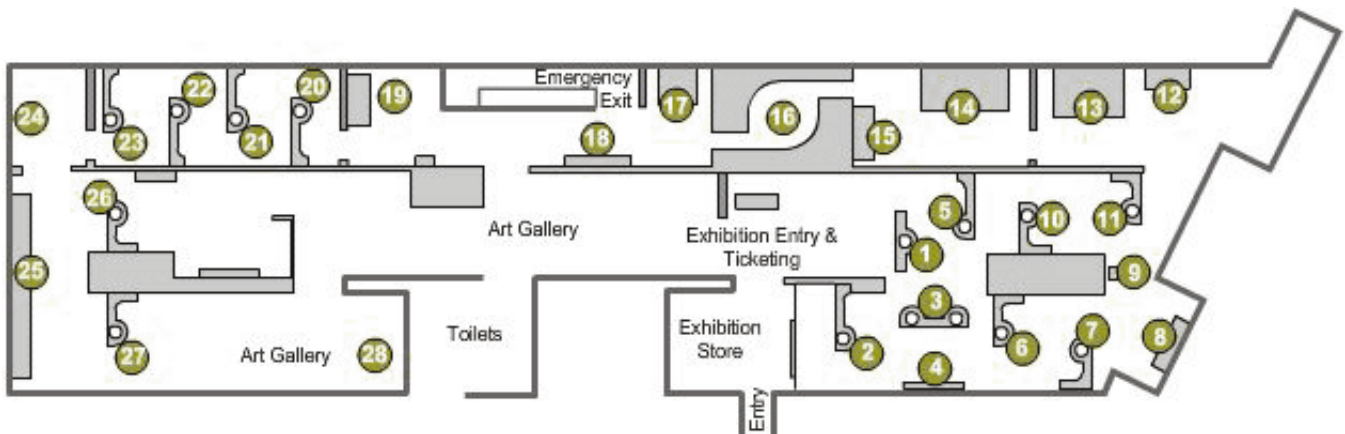 Emergency
Exit
22
20
19
17
16
14
13
12
24
23
21
18
15
26
5
10
11
Art Gallery
Exhibition Entry &
Ticketing
1
25
9
3
27
Art Gallery
28
Toilets
Exhibition
Store
2
4
6
7
8
Entry